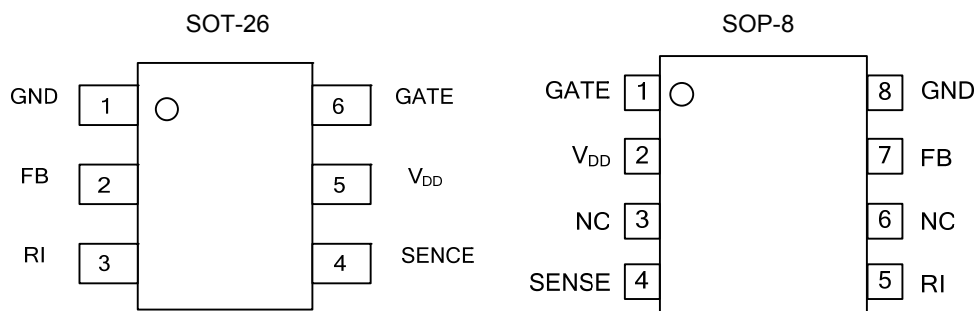 SOT-26
GND 1 6 GATE
FB 2 5 VDD
RI 3 4 SENCE
SOP-8
GATE 1 8 GND
VDD 2 7 FB
NC 3 6 NC
SENSE 4 5 RI